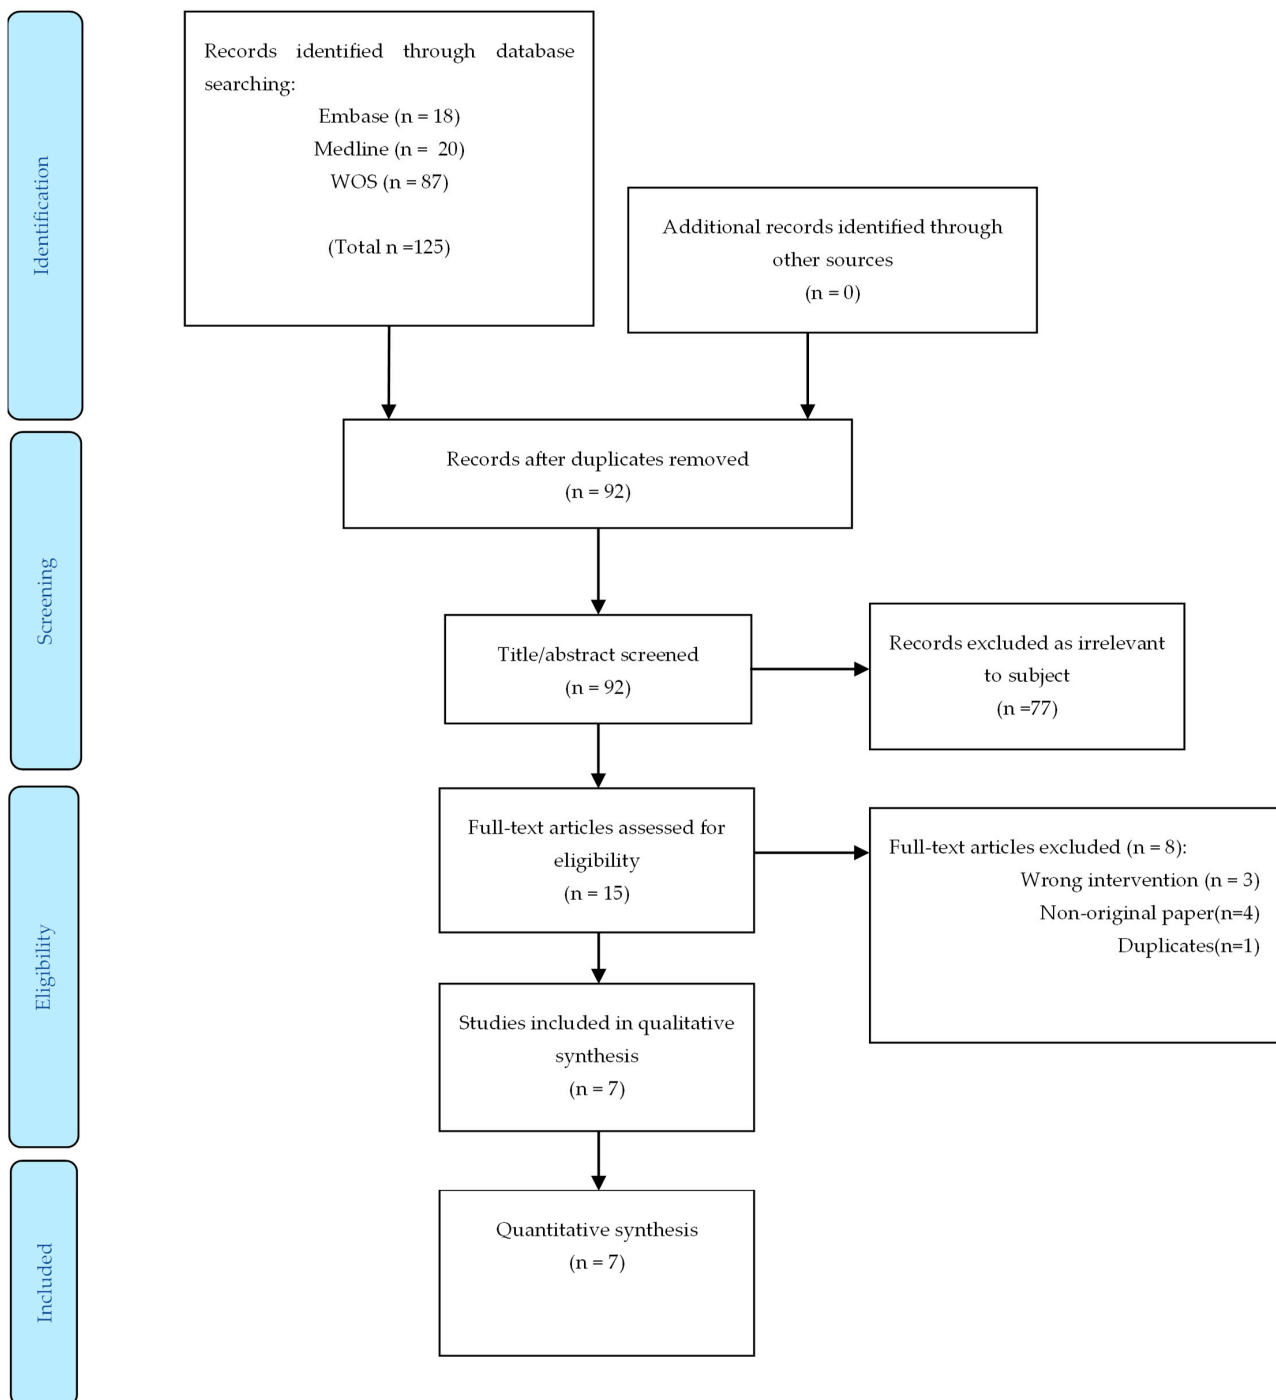 Identification
Records identified through database
searching:
Embase (n = 18)
Medline (n =  20)
WOS (n = 87)
(Total n =125)
Additional records identified through
other sources
(n = 0)
Screening
Records after duplicates removed
(n = 92)
Title/abstract screened
(n = 92)
Records excluded as irrelevant
to subject
(n =77)
Eligibility
Full-text articles assessed for
eligibility
(n = 15)
Full-text articles excluded (n = 8):
Wrong intervention (n = 3)
Non-original paper(n=4)
Duplicates(n=1)
Studies included in qualitative
synthesis
(n = 7)
Included
Quantitative synthesis
(n = 7)